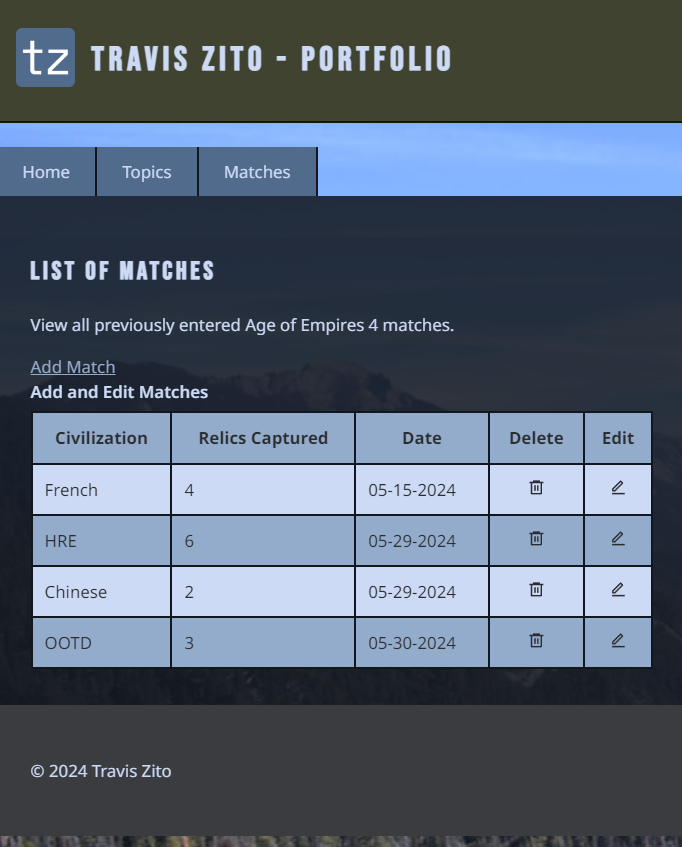 tz TRAVIS ZITO - PORTFOLIO
Home Topics Matches
LIST OF MATCHES
View all previously entered Age of Empires 4 matches.
Add Match
Add and Edit Matches
Civilization Relics Captured Date Delete Edit
French 4 05-15-2024
HRE 6 05-29-2024
Chinese 2 05-29-2024
OOTD 3 05-30-2024
© 2024 Travis Zito